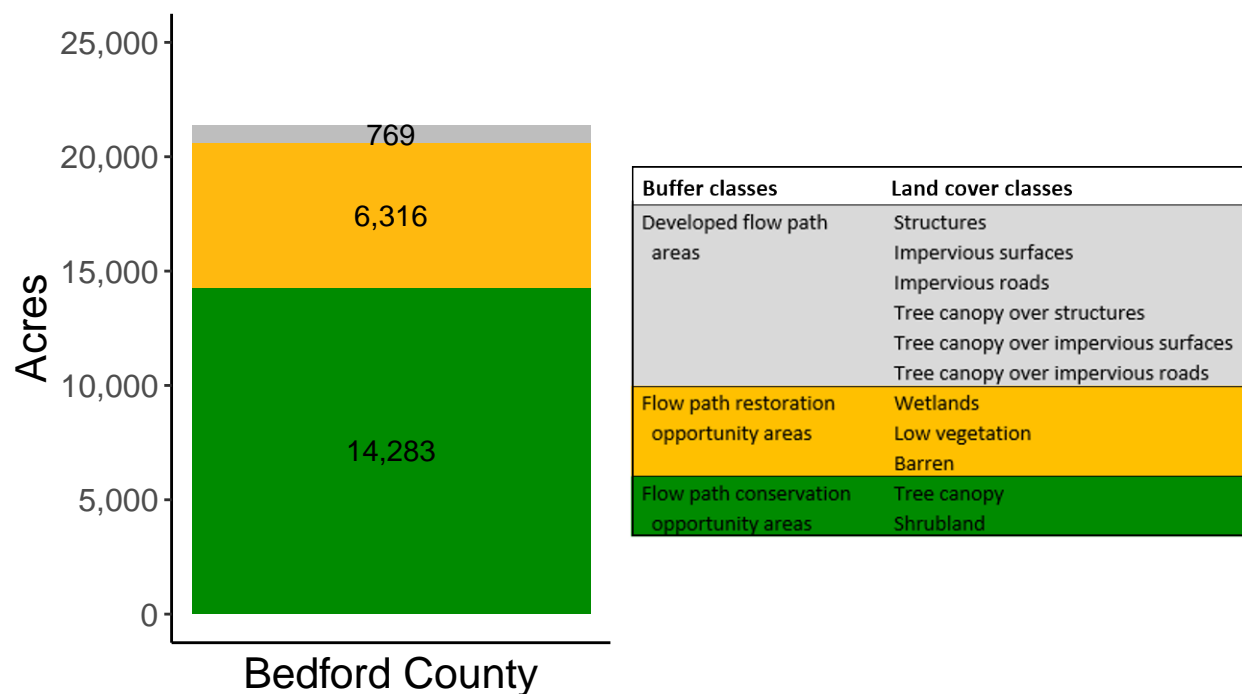 25,000
20,000
15,000
10,000
5,000
0
Acres
769
6,316
14,283
Bedford County
Buffer classes Land cover classes
Developed flow path Structures
areas Impervious surfaces
Impervious roads
Tree canopy over structures
Tree canopy over impervious surfaces
Tree canopy over impervious roads
Flow path restoration Wetlands
opportunity areas Low vegetation
Barren
Flow path conservation Tree canopy
opportunity areas Shrubland